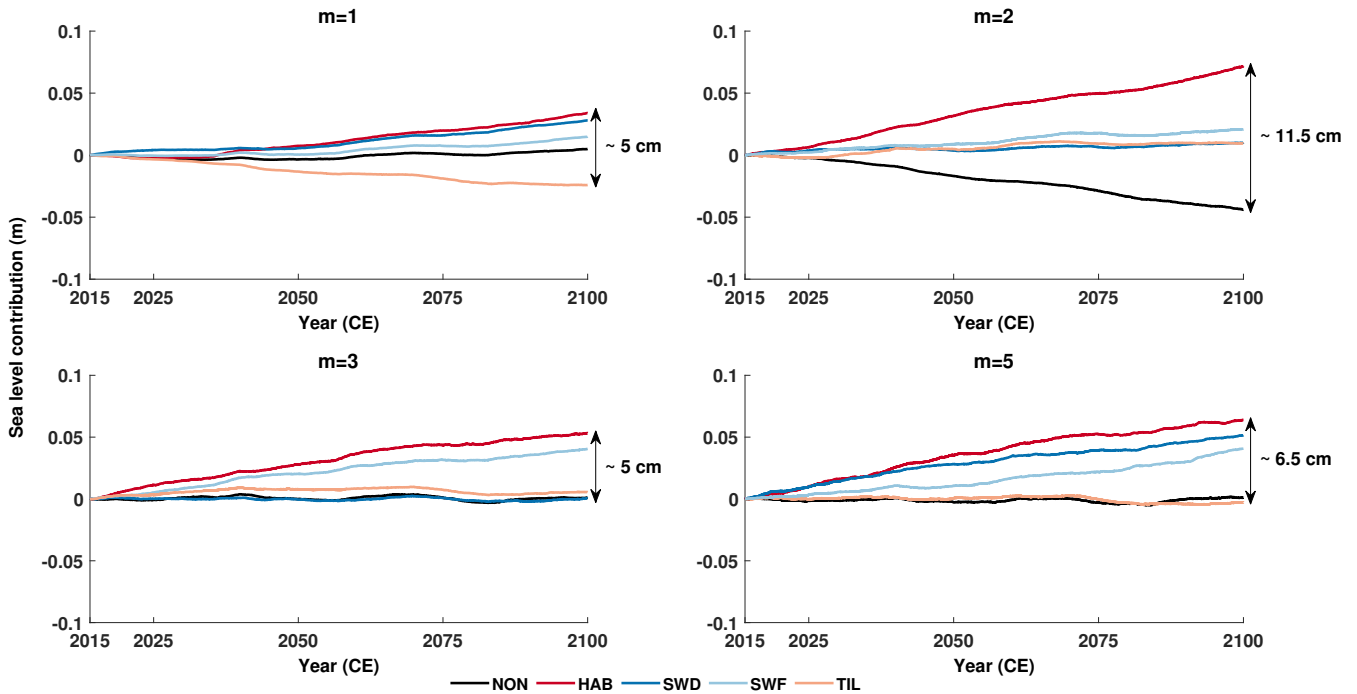 m=1
0.1
0.05
0
-0.05
-0.1
2015 2025 2050 2075 2100
Year (CE)
~ 5 cm
m=2
0.1
0.05
0
-0.05
-0.1
2015 2025 2050 2075 2100
Year (CE)
~ 11.5 cm
Sea level contribution (m)
m=3
0.1
0.05
0
-0.05
-0.1
2015 2025 2050 2075 2100
Year (CE)
~ 5 cm
m=5
0.1
0.05
0
-0.05
-0.1
2015 2025 2050 2075 2100
Year (CE)
~ 6.5 cm
NON HAB SWD SWF TIL